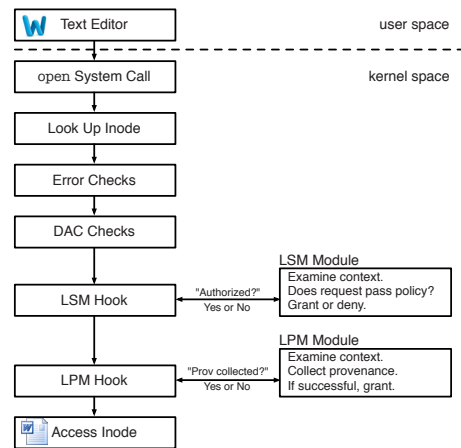 Text Editor
user space
open System Call
kernel space
Look Up Inode
Error Checks
DAC Checks
LSM Hook
"Authorized?"
Yes or No
LSM Module
Examine context.
Does request pass policy?
Grant or deny.
LPM Hook
"Prov collected?"
Yes or No
LPM Module
Examine context.
Collect provenance.
If successful, grant.
Access Inode